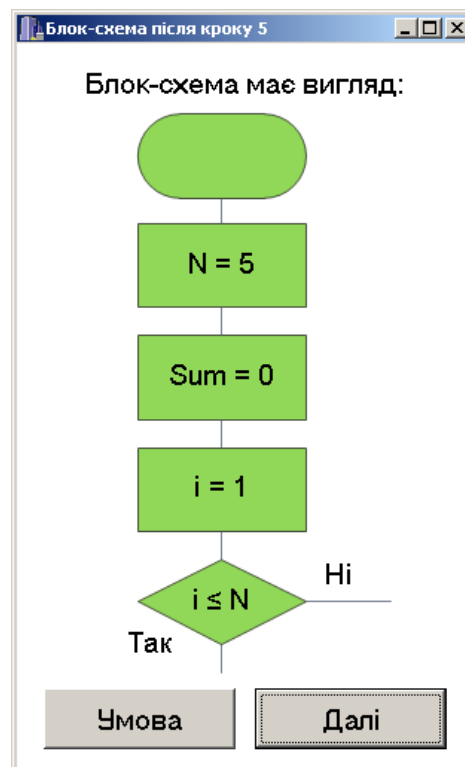 Блок-схема після кроку 5
Блок-схема має вигляд:
N = 5
Sum = 0
i = 1
i ≤ N
Ні
Так
Умова
Далі